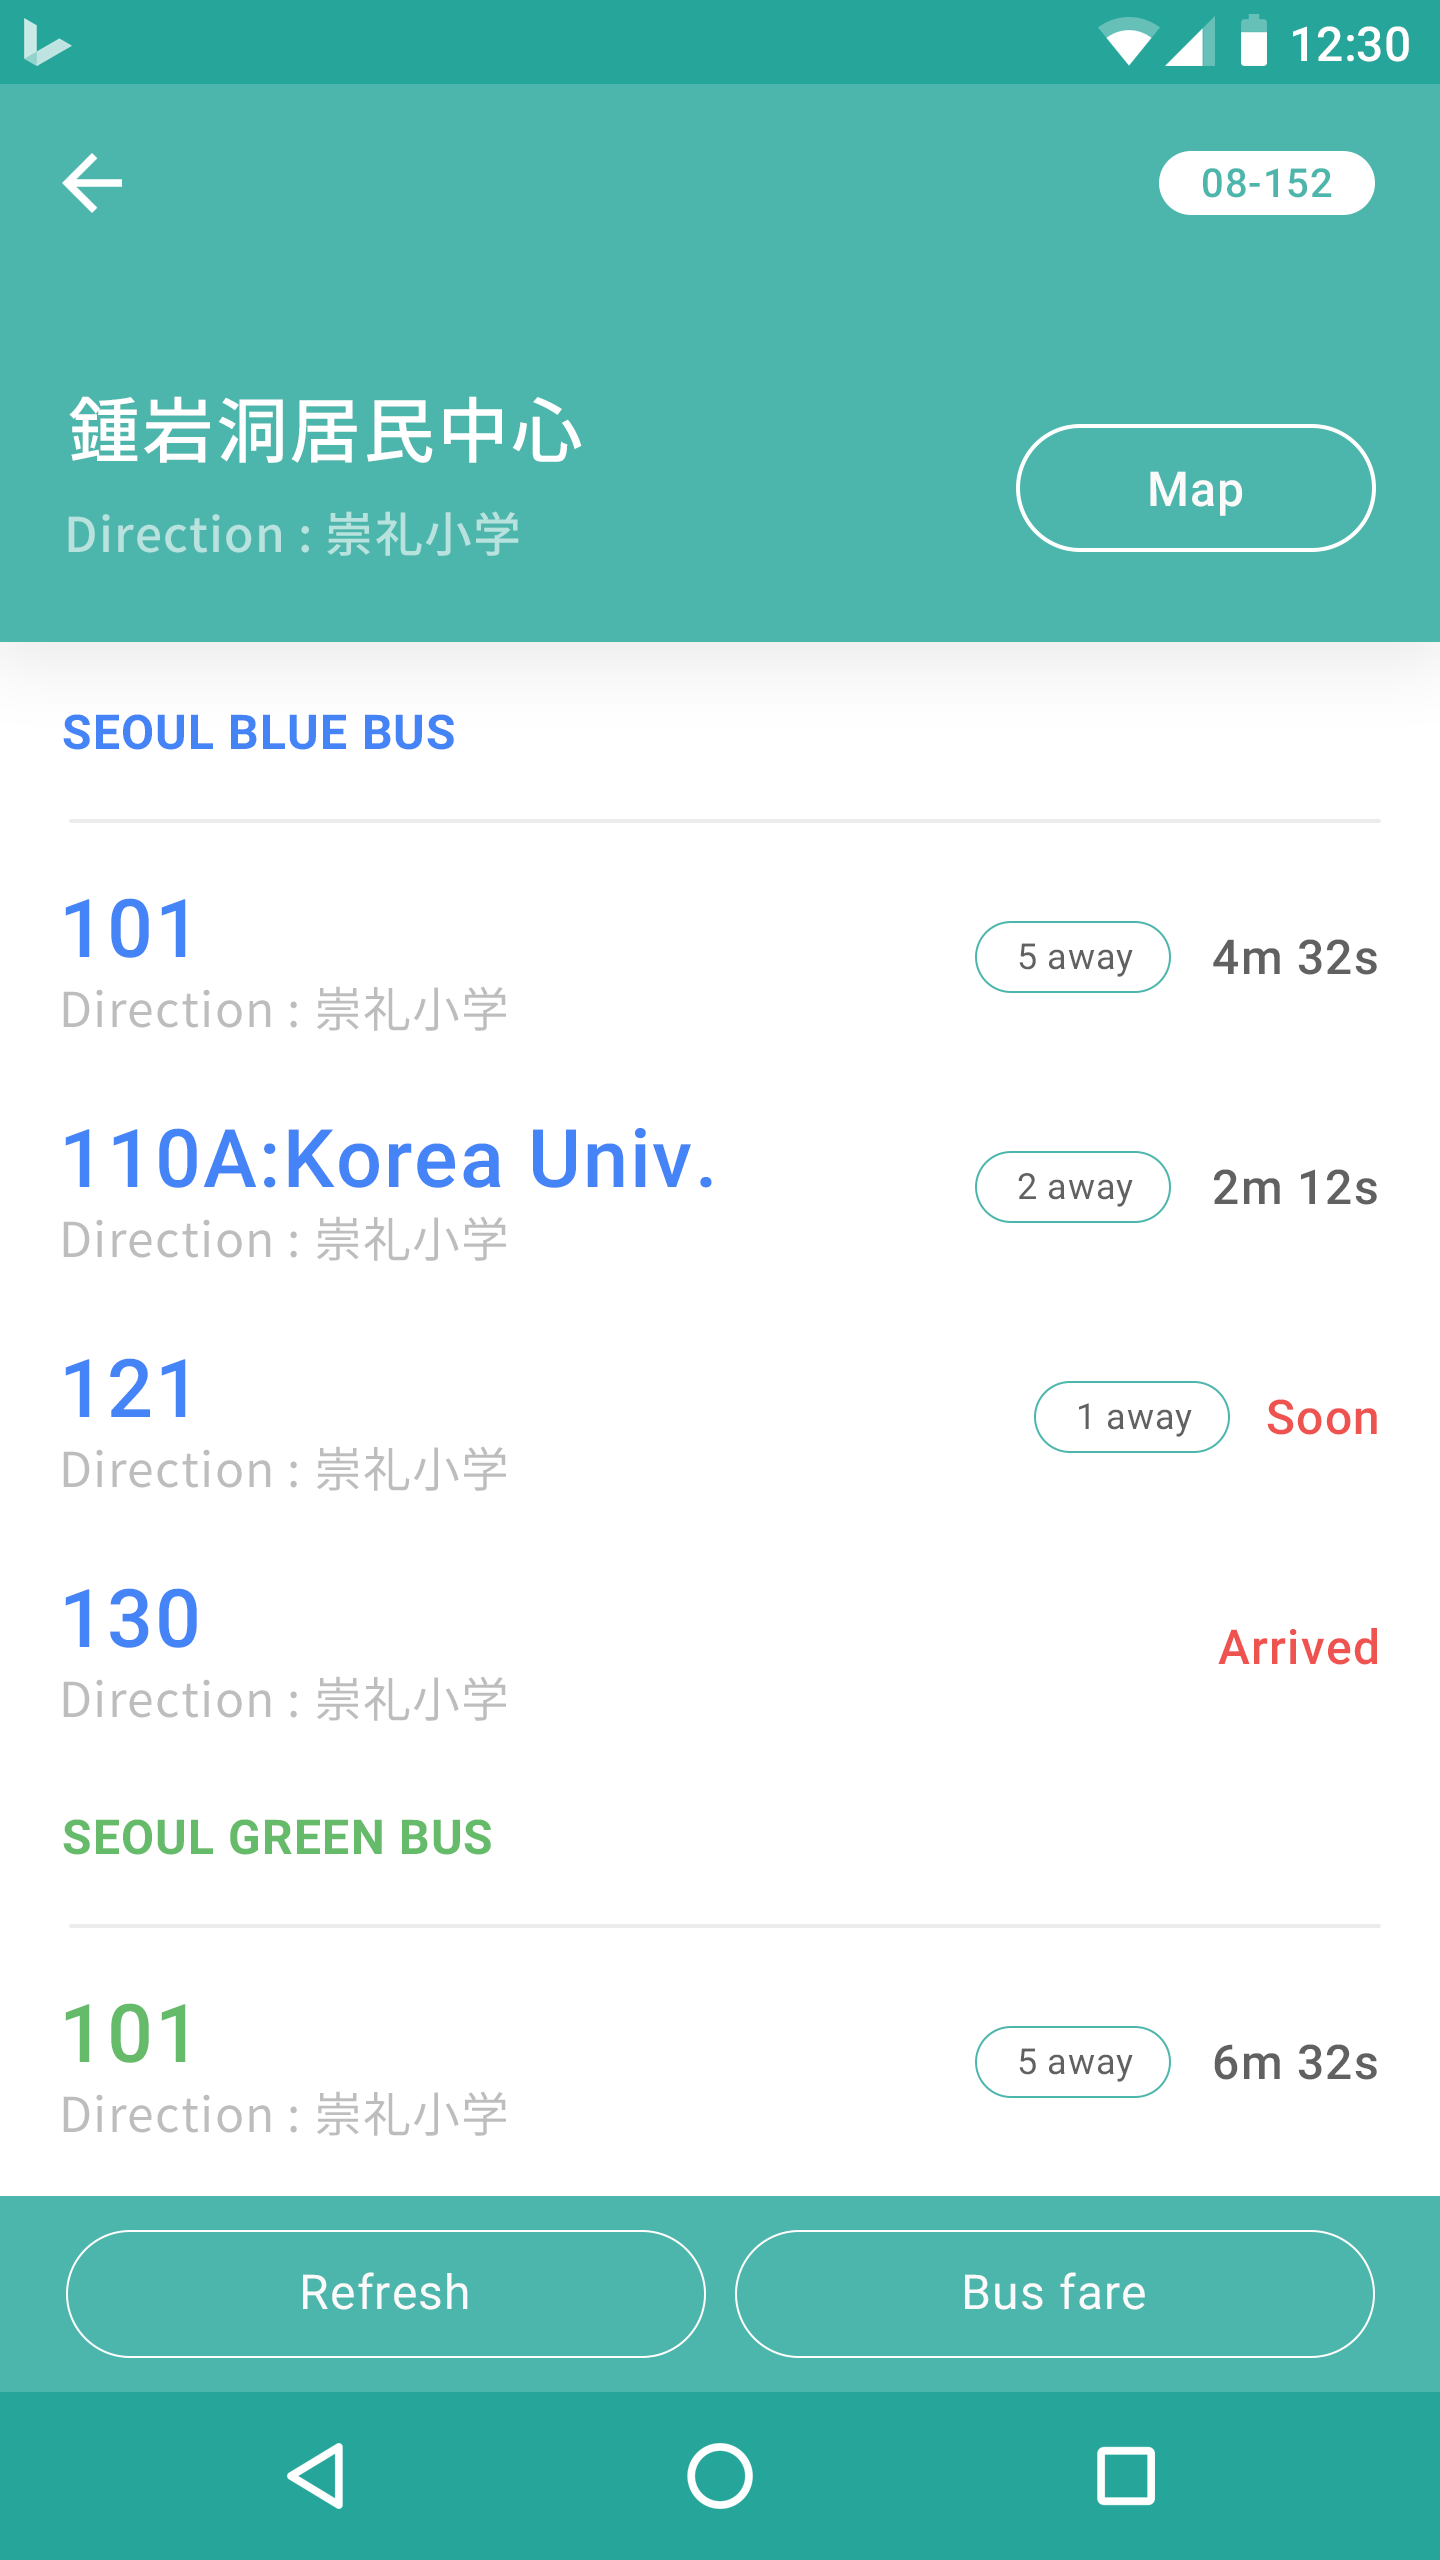 12:30
08-152
鍾岩洞居民中心
Direction : 崇礼小学
Map
SEOUL BLUE BUS
101
5 away
4m 32s
Direction : 崇礼小学
110A:Korea Univ.
2 away
2m 12s
Direction : 崇礼小学
121
1 away
Soon
Direction : 崇礼小学
130
Arrived
Direction : 崇礼小学
SEOUL GREEN BUS
101
5 away
6m 32s
Direction : 崇礼小学
Refresh
Bus fare